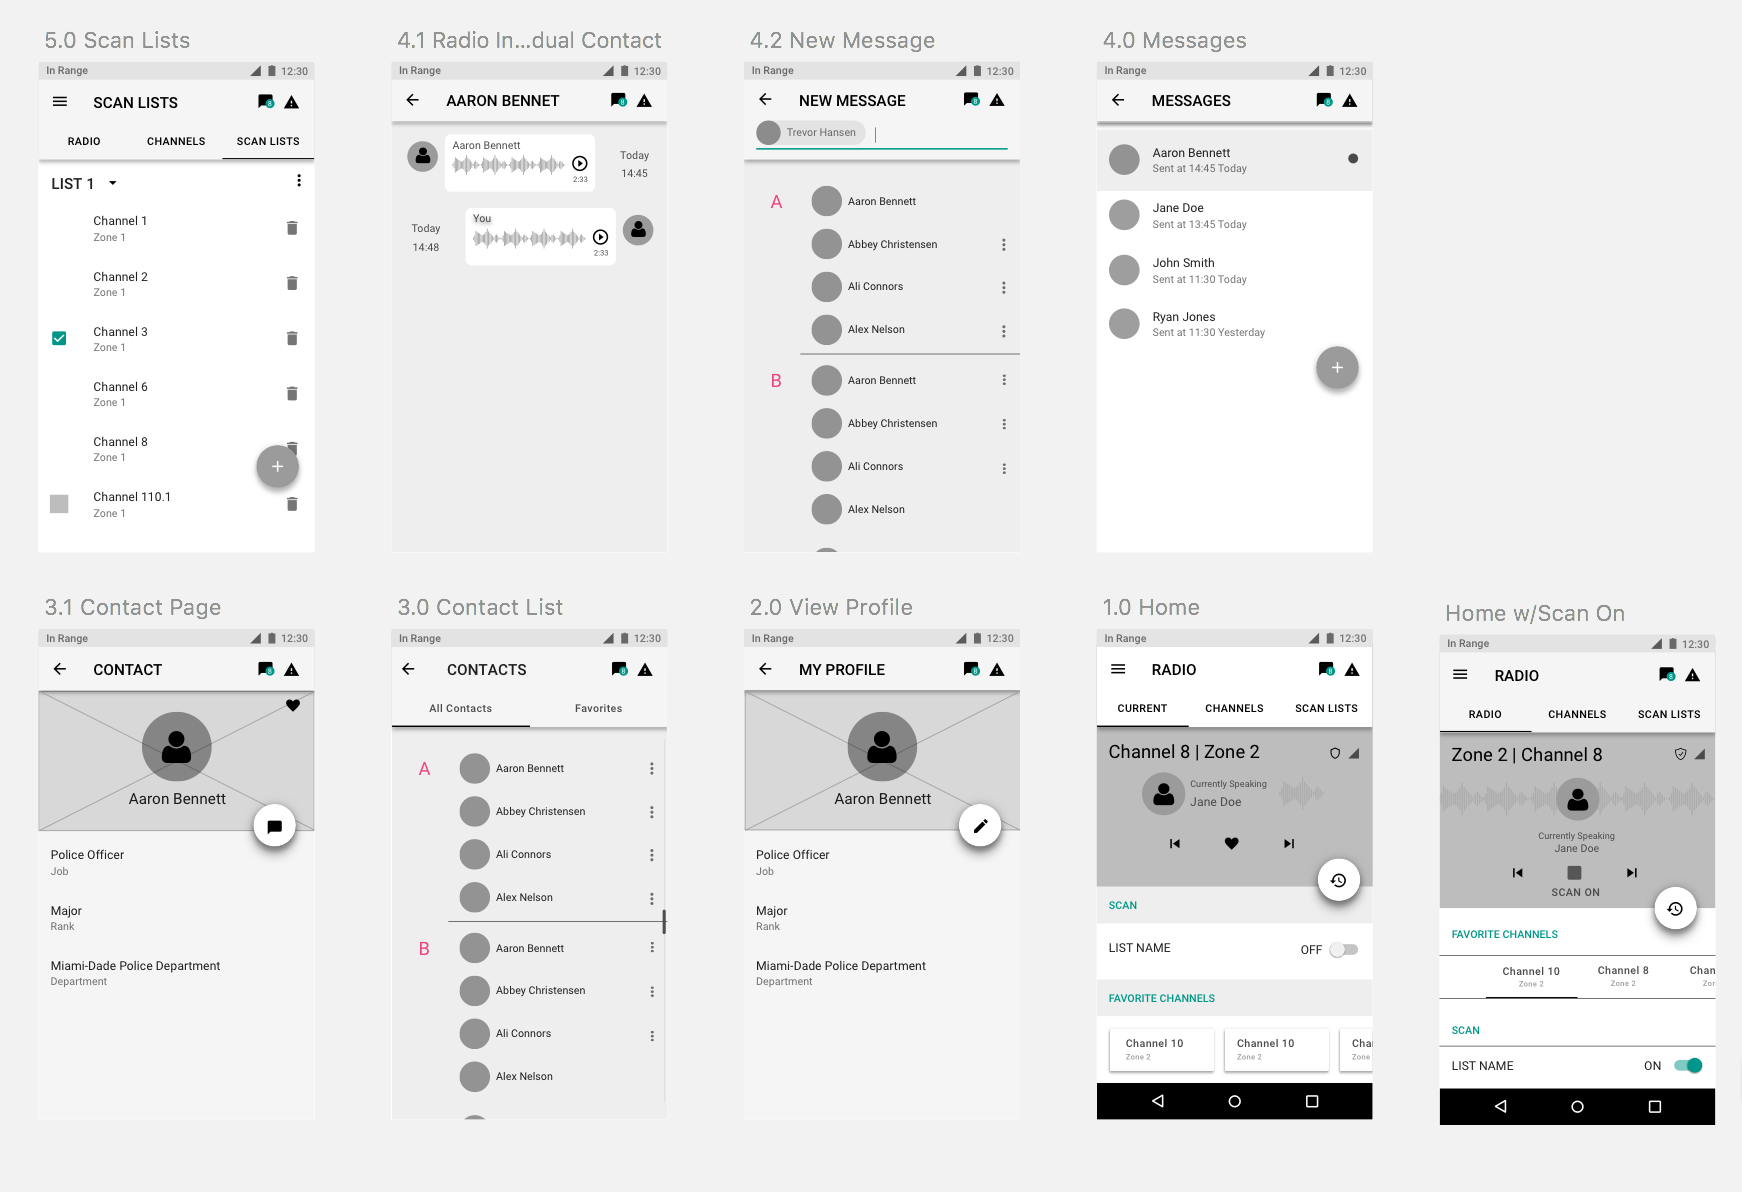 5.0 Scan Lists
In Range
12:30
SCAN LISTS
8
RADIO
CHANNELS
SCAN LISTS
LIST 1
Channel 1
Zone 1
Channel 2
Zone 1
Channel 3
Zone 1
Channel 6
Zone 1
Channel 8
Zone 1
+
Channel 110.1
Zone 1
4.1 Radio In...dual Contact
In Range
12:30
AARON BENNET
8
Aaron Bennett
2:33
Today
14:45
Today
14:48
You
2:33
4.2 New Message
In Range
12:30
NEW MESSAGE
8
Trevor Hansen
A
Aaron Bennett
Abbey Christensen
Ali Connors
Alex Nelson
B
Aaron Bennett
Abbey Christensen
Ali Connors
Alex Nelson
4.0 Messages
In Range
12:30
MESSAGES
8
Aaron Bennett
Sent at 14:45 Today
Jane Doe
Sent at 13:45 Today
John Smith
Sent at 11:30 Today
Ryan Jones
Sent at 11:30 Yesterday
+
3.1 Contact Page
In Range
12:30
CONTACT
8
Aaron Bennett
Police Officer
Job
Major
Rank
Miami-Dade Police Department
Department
3.0 Contact List
In Range
12:30
CONTACTS
8
All Contacts
Favorites
A
Aaron Bennett
Abbey Christensen
Ali Connors
Alex Nelson
B
Aaron Bennett
Abbey Christensen
Ali Connors
Alex Nelson
2.0 View Profile
In Range
12:30
MY PROFILE
8
Aaron Bennett
Police Officer
Job
Major
Rank
Miami-Dade Police Department
Department
1.0 Home
In Range
12:30
RADIO
8
CURRENT
CHANNELS
SCAN LISTS
Channel 8 | Zone 2
Currently Speaking
Jane Doe
SCAN
LIST NAME
OFF
FAVORITE CHANNELS
Channel 10
Zone 2
Channel 10
Zone 2
Cha
Zone
Home w/Scan On
In Range
12:30
RADIO
8
RADIO
CHANNELS
SCAN LISTS
Zone 2 | Channel 8
Currently Speaking
Jane Doe
SCAN ON
FAVORITE CHANNELS
Channel 10
Zone 2
Channel 8
Zone 2
Chan
Zor
SCAN
LIST NAME
ON